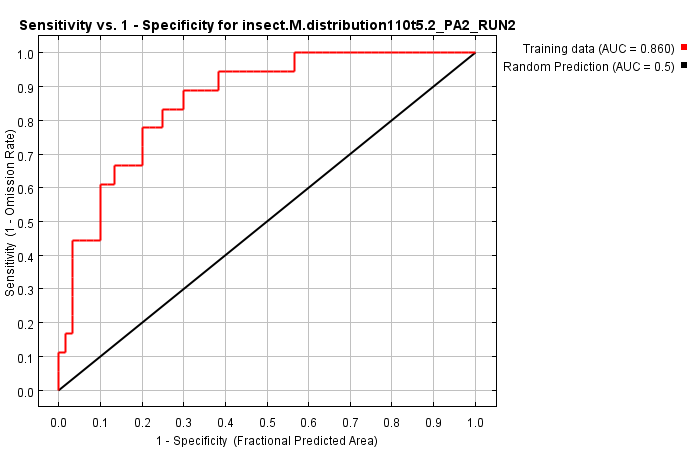 Sensitivity vs. 1 - Specificity for insect.M.distribution110t5.2_PA2_RUN2
Training data (AUC = 0.860)
Random Prediction (AUC = 0.5)
1.0
0.9
0.8
0.7
0.6
0.5
0.4
0.3
0.2
0.1
0.0
Sensitivity (1 - Omission Rate)
0.0 0.1 0.2 0.3 0.4 0.5 0.6 0.7 0.8 0.9 1.0
1 - Specificity (Fractional Predicted Area)